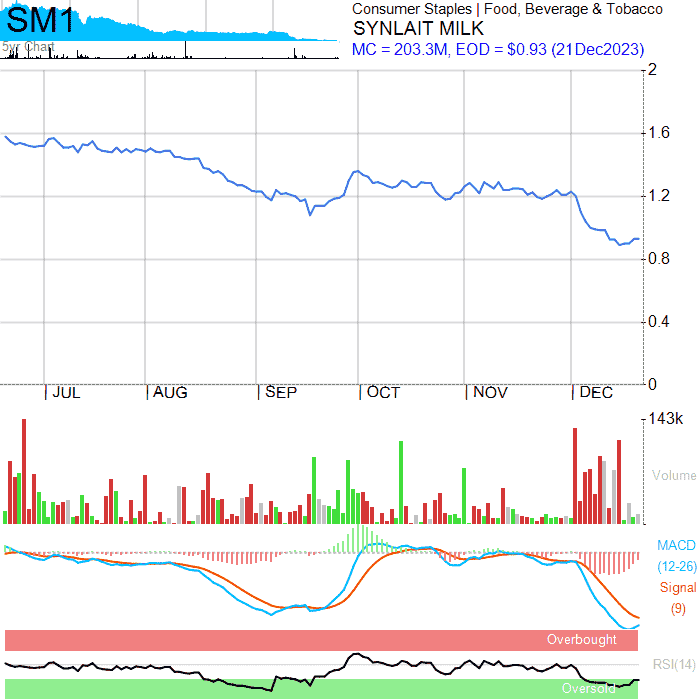 SM1
5yr Chart
Consumer Staples | Food, Beverage & Tobacco
SYNLAIT MILK
MC = 203.3M, EOD = $0.93 (21Dec2023)
2
1.6
1.2
0.8
0.4
0
JUL AUG SEP OCT NOV DEC
143k
Volume
MACD
(12-26)
Signal
(9)
Overbought
RSI(14)
Oversold